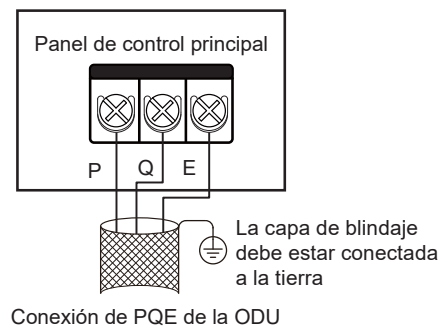 Panel de control principal
P Q E
La capa de blindaje
debe estar conectada
a la tierra
Conexión de PQE de la ODU